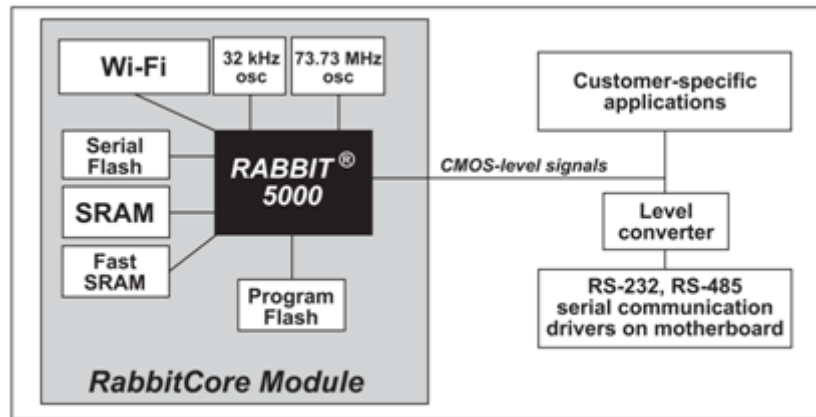 Wi-Fi
32 kHz
osc
73.73 MHz
osc
Serial
Flash
SRAM
Fast
SRAM
RABBIT ®
5000
Program
Flash
RabbitCore Module
CMOS-level signals
Customer-specific
applications
Level
converter
RS-232, RS-485
serial communication
drivers on motherboard